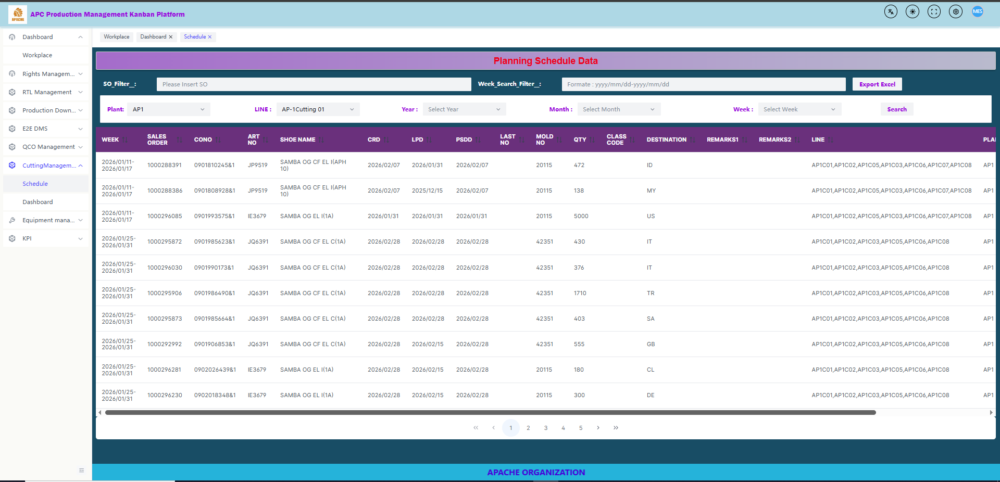 APACHE
APC Production Management Kanban Platform
MES
Dashboard
Workplace
Rights Managem...
RTL Management
Production Down...
E2E DMS
QCO Management
CuttingManagem...
Schedule
Dashboard
Equipment mana...
KPI
Workplace Dashboard Schedule
Planning Schedule Data
SO_Filter_: Please Insert SO Week_Search_Filter_: Formate : yyyy/mm/dd-yyyy/mm/dd Export Excel
Plant: AP1 LINE : AP-1Cutting 01 Year : Select Year Month : Select Month Week : Select Week Search
WEEK SALES ORDER CONO ART NO SHOE NAME CRD LPD PSDD LAST NO MOLD NO QTY CLASS CODE DESTINATION REMARKS1 REMARKS2 LINE PLA
2026/01/11-2026/01/17 1000288391 0901810245&1 JP9519 SAMBA OG CF EL I(APH 10) 2026/02/07 2026/01/31 2026/02/07 20115 472 ID AP1C01,AP1C02,AP1C05,AP1C03,AP1C06,AP1C07,AP1C08 AP1
2026/01/11-2026/01/17 1000288386 0901808928&1 JP9519 SAMBA OG CF EL I(APH 10) 2026/02/07 2025/12/15 2026/02/07 20115 138 MY AP1C01,AP1C02,AP1C05,AP1C03,AP1C06,AP1C07,AP1C08 AP1
2026/01/11-2026/01/17 1000296085 0901993575&1 IE3679 SAMBA OG EL I(1A) 2026/01/31 2026/01/31 2026/01/31 20115 5000 US AP1C01,AP1C02,AP1C05,AP1C03,AP1C06,AP1C07,AP1C08 AP1
2026/01/25-2026/01/31 1000295872 0901985623&1 JQ6391 SAMBA OG CF EL C(1A) 2026/02/28 2026/02/28 2026/02/28 42351 430 IT AP1C01,AP1C02,AP1C03,AP1C05,AP1C06,AP1C08 AP1
2026/01/25-2026/01/31 1000296030 0901990173&1 JQ6391 SAMBA OG CF EL C(1A) 2026/02/28 2026/02/28 2026/02/28 42351 376 IT AP1C01,AP1C02,AP1C03,AP1C05,AP1C06,AP1C08 AP1
2026/01/25-2026/01/31 1000295906 0901986490&1 JQ6391 SAMBA OG CF EL C(1A) 2026/02/28 2026/02/28 2026/02/28 42351 1710 TR AP1C01,AP1C02,AP1C03,AP1C05,AP1C06,AP1C08 AP1
2026/01/25-2026/01/31 1000295873 0901985664&1 JQ6391 SAMBA OG CF EL C(1A) 2026/02/28 2026/02/28 2026/02/28 42351 403 SA AP1C01,AP1C02,AP1C03,AP1C05,AP1C06,AP1C08 AP1
2026/01/25-2026/01/31 1000292992 0901906853&1 JQ6391 SAMBA OG CF EL C(1A) 2026/02/28 2026/02/15 2026/02/28 42351 555 GB AP1C01,AP1C02,AP1C03,AP1C05,AP1C06,AP1C08 AP1
2026/01/25-2026/01/31 1000296281 0902026439&1 IE3679 SAMBA OG EL I(1A) 2026/02/28 2026/02/15 2026/02/28 20115 180 CL AP1C01,AP1C02,AP1C03,AP1C05,AP1C06,AP1C08 AP1
2026/01/25-2026/01/31 1000296230 0902018348&1 IE3679 SAMBA OG EL I(1A) 2026/02/28 2026/02/15 2026/02/28 20115 300 DE AP1C01,AP1C02,AP1C03,AP1C05,AP1C06,AP1C08 AP1
1 2 3 4 5
APACHE ORGANIZATION